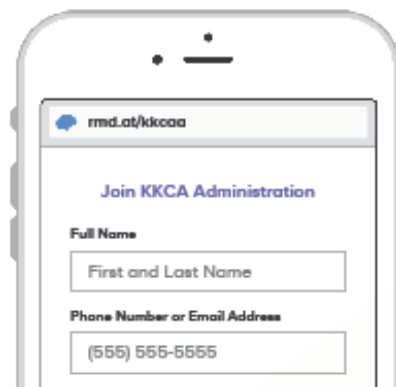 rmd.at/kkcaa
Join KKCA Administration
Full Name
First and Last Name
Phone Number or Email Address
(555) 555-5555